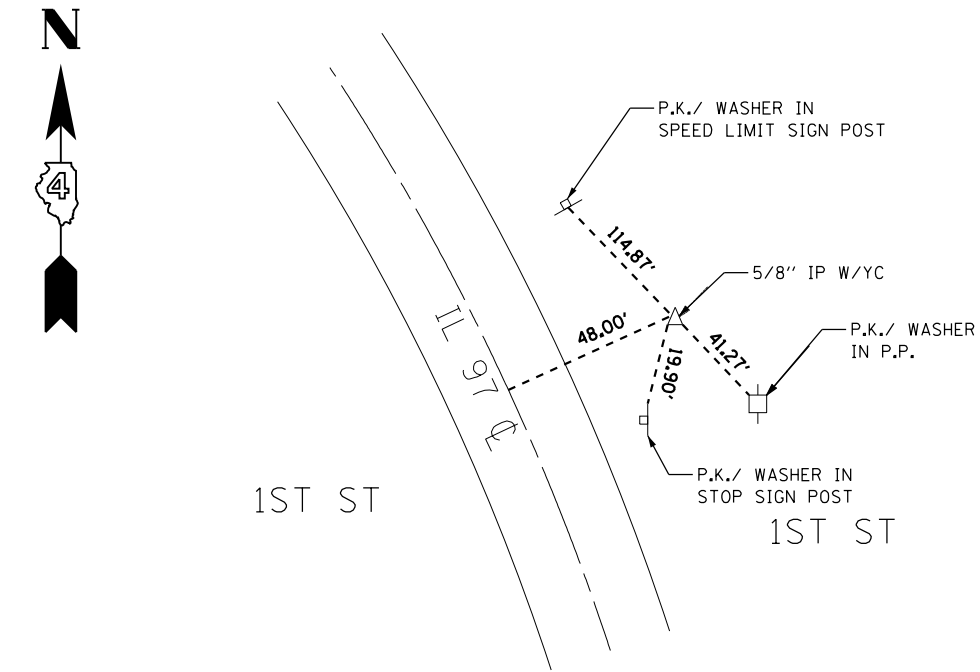 N
4
P.K./ WASHER IN
SPEED LIMIT SIGN POST
114.87'
5/8" IP W/YC
48.00'
41.27'
P.K./ WASHER
IN P.P.
19.90'
IL 97 ℄
P.K./ WASHER IN
STOP SIGN POST
1ST ST
1ST ST